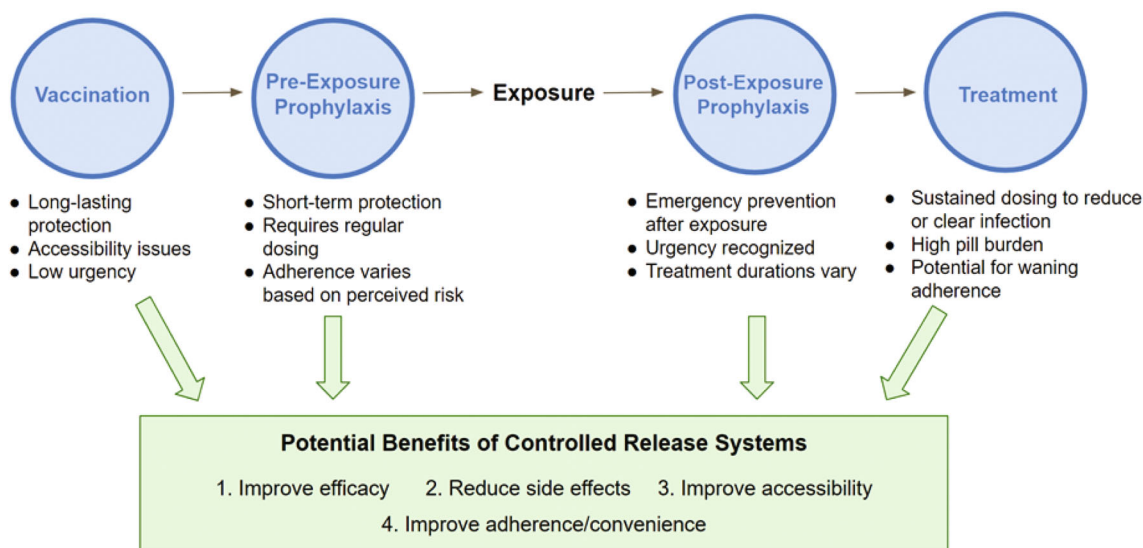 Vaccination
Pre-Exposure
Prophylaxis
Exposure
Post-Exposure
Prophylaxis
Treatment
● Long-lasting
protection
● Accessibility issues
● Low urgency
● Short-term protection
● Requires regular
dosing
● Adherence varies
based on perceived risk
● Emergency prevention
after exposure
● Urgency recognized
● Treatment durations vary
● Sustained dosing to reduce
or clear infection
● High pill burden
● Potential for waning
adherence
Potential Benefits of Controlled Release Systems
1. Improve efficacy 2. Reduce side effects 3. Improve accessibility
4. Improve adherence/convenience